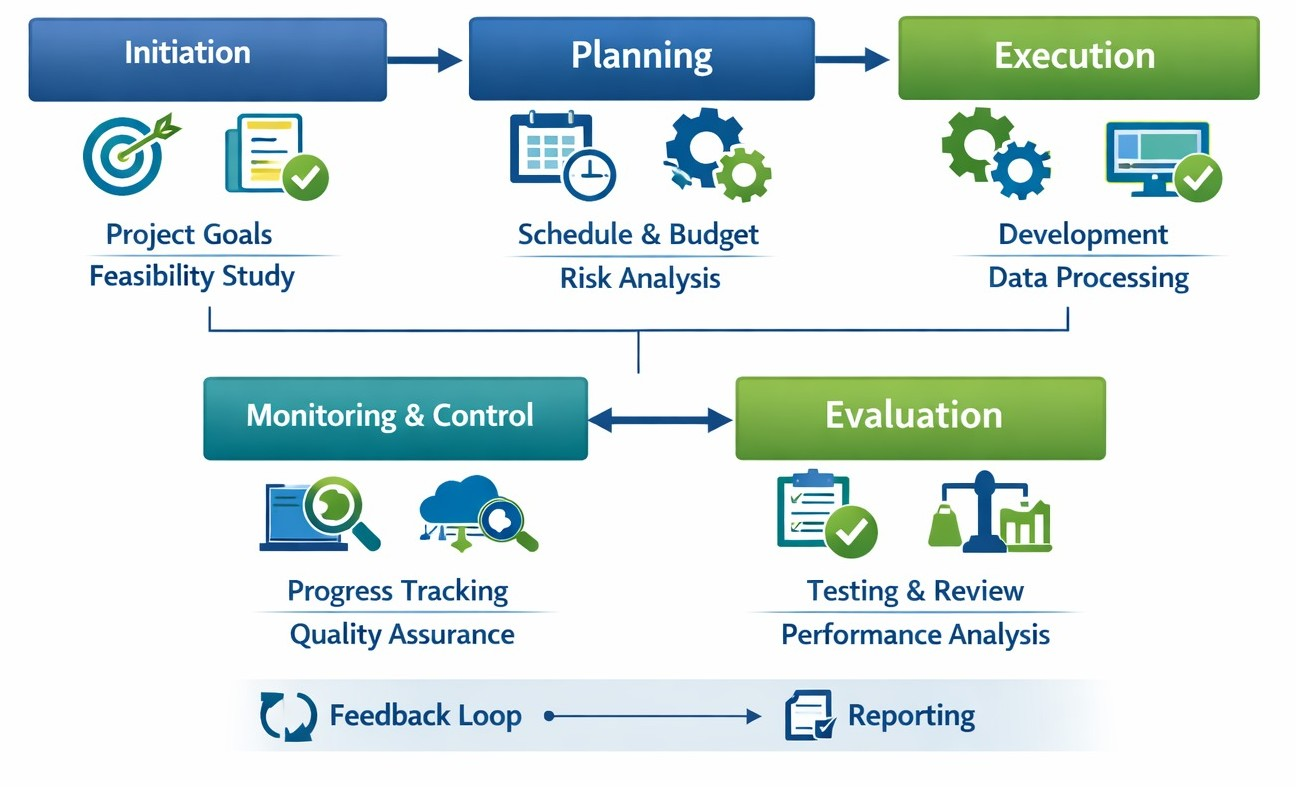 Initiation
Planning
Execution
Project Goals
Feasibility Study
Schedule & Budget
Risk Analysis
Development
Data Processing
Monitoring & Control
Evaluation
Progress Tracking
Quality Assurance
Testing & Review
Performance Analysis
Feedback Loop
Reporting